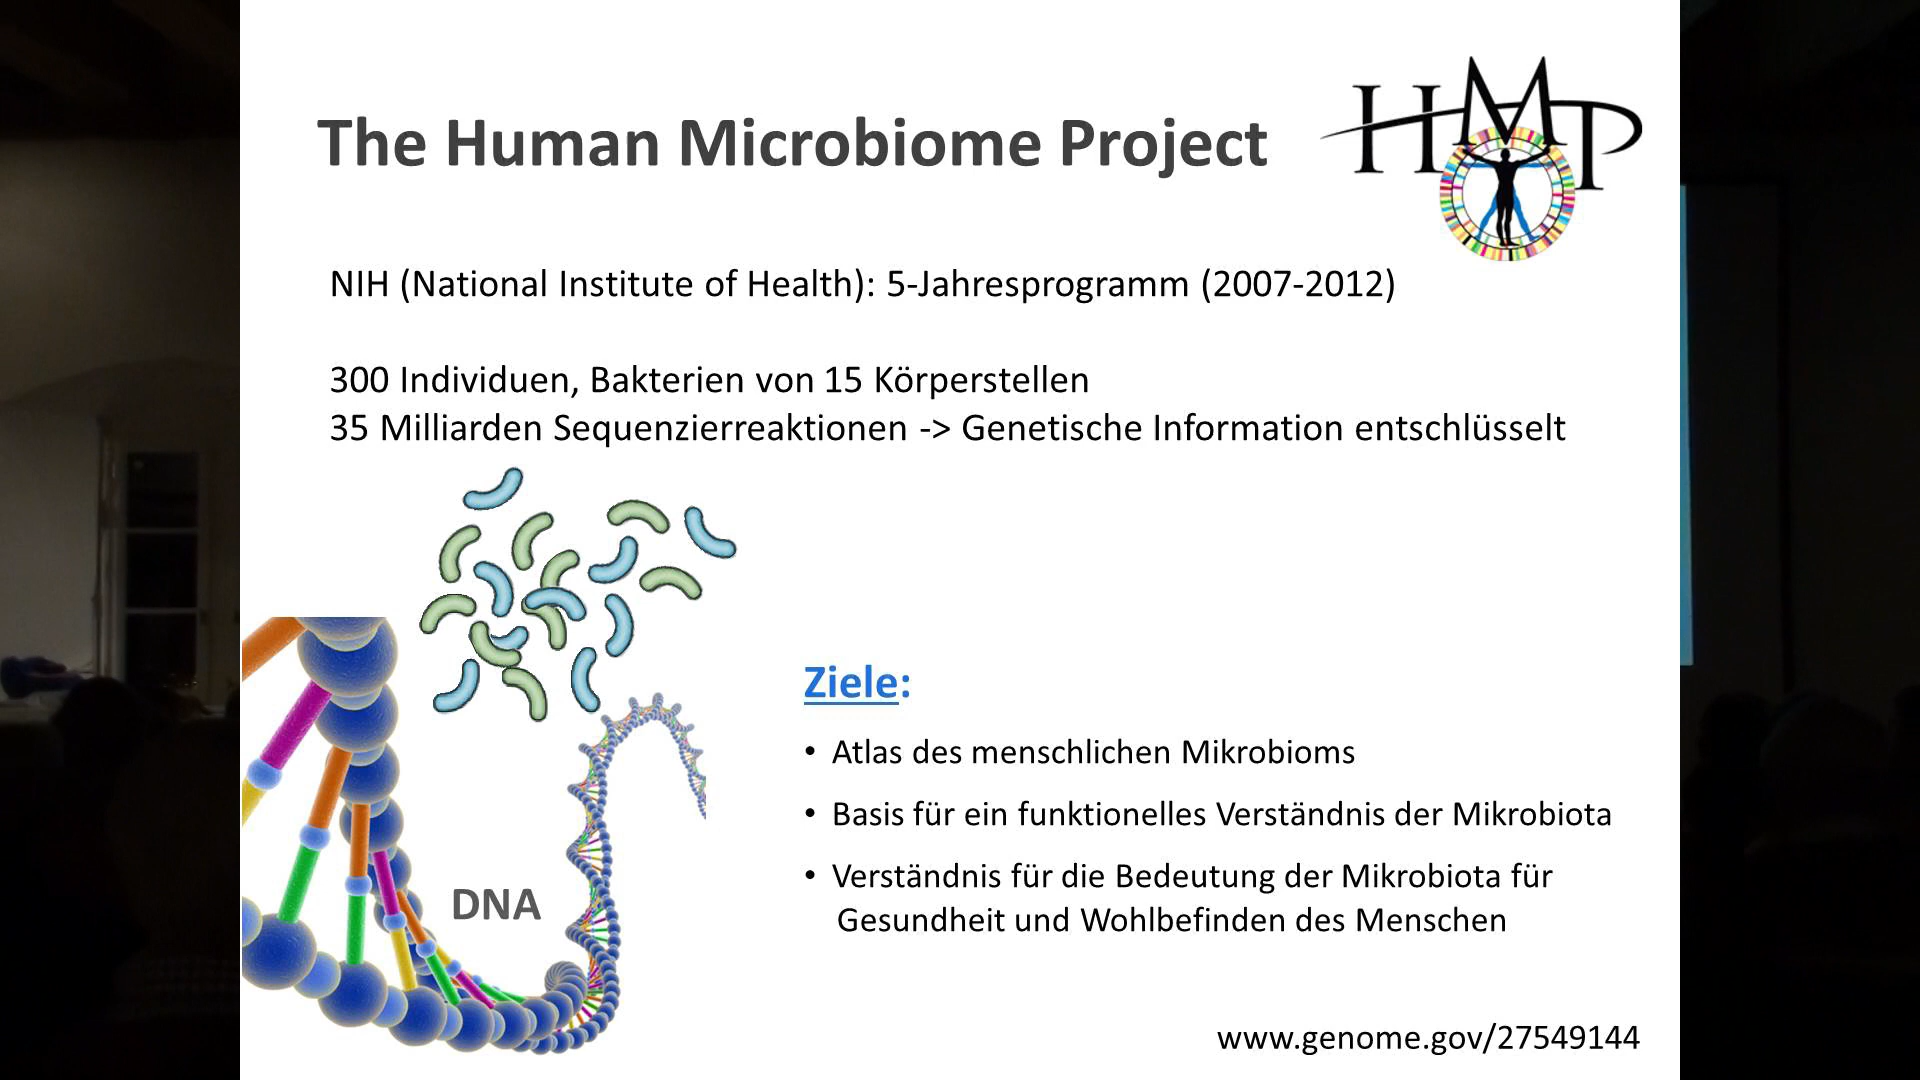 HMP
The Human Microbiome Project
NIH (National Institute of Health): 5-Jahresprogramm (2007-2012)
300 Individuen, Bakterien von 15 Körperstellen
35 Milliarden Sequenzierreaktionen -> Genetische Information entschlüsselt
Ziele:
• Atlas des menschlichen Mikrobioms
• Basis für ein funktionelles Verständnis der Mikrobiota
• Verständnis für die Bedeutung der Mikrobiota für
Gesundheit und Wohlbefinden des Menschen
DNA
www.genome.gov/27549144